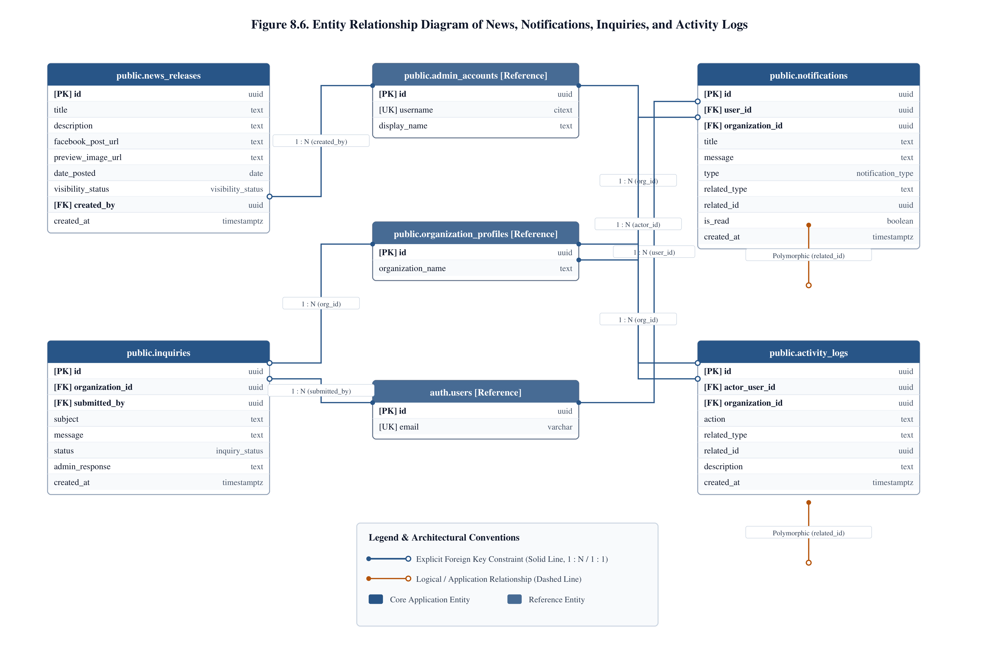 Figure 8.6. Entity Relationship Diagram of News, Notifications, Inquiries, and Activity Logs
public.news_releases
[PK] id uuid
title text
description text
facebook_post_url text
preview_image_url text
date_posted date
visibility_status visibility_status
[FK] created_by uuid
created_at timestamptz
1 : N (created_by)
public.admin_accounts [Reference]
[PK] id uuid
[UK] username citext
display_name text
public.notifications
[PK] id uuid
[FK] user_id uuid
[FK] organization_id uuid
title text
message text
type notification_type
related_type text
related_id uuid
is_read boolean
created_at timestamptz
Polymorphic (related_id)
1 : N (org_id)
1 : N (actor_id)
1 : N (user_id)
public.organization_profiles [Reference]
[PK] id uuid
organization_name text
1 : N (org_id)
1 : N (org_id)
public.inquiries
[PK] id uuid
[FK] organization_id uuid
[FK] submitted_by uuid
subject text
message text
status inquiry_status
admin_response text
created_at timestamptz
1 : N (submitted_by)
auth.users [Reference]
[PK] id uuid
[UK] email varchar
public.activity_logs
[PK] id uuid
[FK] actor_user_id uuid
[FK] organization_id uuid
action text
related_type text
related_id uuid
description text
created_at timestamptz
Polymorphic (related_id)
Legend & Architectural Conventions
Explicit Foreign Key Constraint (Solid Line, 1 : N / 1 : 1)
Logical / Application Relationship (Dashed Line)
Core Application Entity
Reference Entity